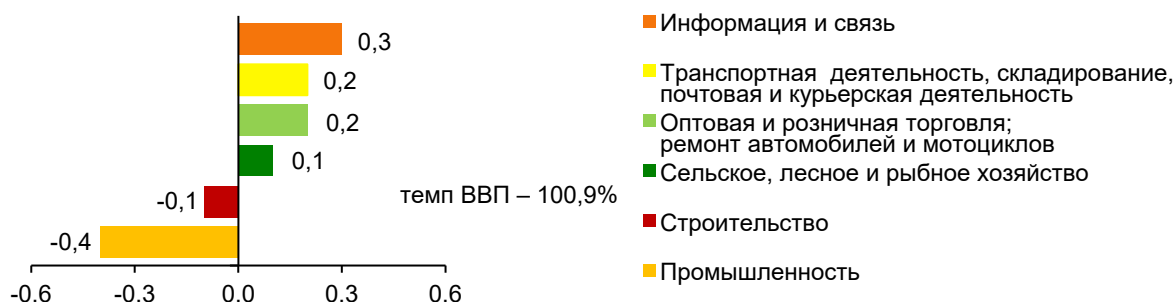 0,3
Информация и связь
0,2
Транспортная деятельность, складирование,
почтовая и курьерская деятельность
0,2
Оптовая и розничная торговля;
ремонт автомобилей и мотоциклов
0,1
Сельское, лесное и рыбное хозяйство
-0,1
темп ВВП – 100,9%
Строительство
-0,4
Промышленность
-0.6 -0.3 0.0 0.3 0.6